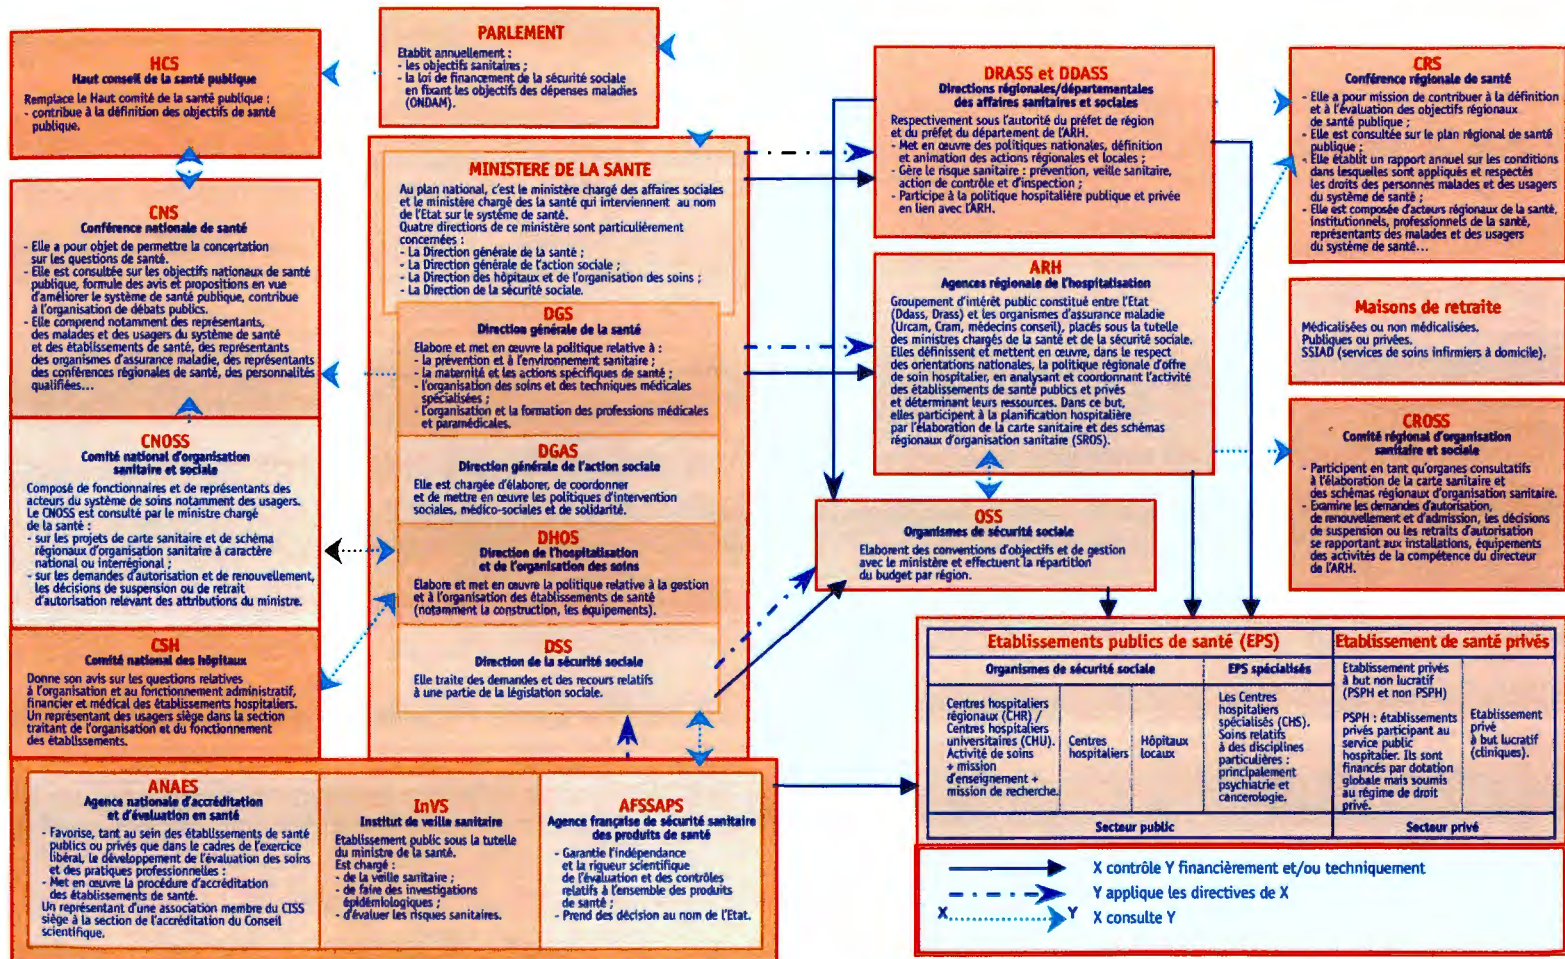 HCS
Haut conseil de la santé publique
Remplace le Haut comité de la santé publique :
- contribue à la définition des objectifs de santé
publique.
CNS
Conférence nationale de santé
- Elle a pour objet de permettre la concertation
sur les questions de santé.
- Elle est consultée sur les objectifs nationaux de santé
publique, formule des avis et propositions en vue
d'améliorer le système de santé publique, contribue
à l'organisation de débats publics.
- Elle comprend notamment des représentants,
des malades et des usagers du système de santé
et des établissements de santé, des représentants
des organismes d'assurance maladie, des représentants
des conférences régionales de santé, des personnalités
qualifiées...
CNOSS
Comité national d'organisation
sanitaire et sociale
Composé de fonctionnaires et de représentants des
acteurs du système de soins notamment des usagers.
Le CNOSS est consulté par le ministre chargé
de la santé :
- sur les projets de carte sanitaire et de schéma
régionaux d'organisation sanitaire à caractère
national ou interrégional ;
- sur les demandes d'autorisation et de renouvellement,
les décisions de suspension ou de retrait
d'autorisation relevant des attributions du ministre.
CSH
Comité national des hôpitaux
Donne son avis sur les questions relatives
à l'organisation et au fonctionnement administratif,
financier et médical des établissements hospitaliers.
Un représentant des usagers siège dans la section
traitant de l'organisation et du fonctionnement
des établissements.
PARLEMENT
Etablit annuellement :
- les objectifs sanitaires ;
- la loi de financement de la sécurité sociale
en fixant les objectifs des dépenses maladies
(ONDAM).
MINISTERE DE LA SANTE
Au plan national, c'est le ministère chargé des affaires sociales
et le ministère chargé des la santé qui interviennent au nom
de l'Etat sur le système de santé.
Quatre directions de ce ministère sont particulièrement
concernées :
- La Direction générale de la santé ;
- La Direction générale de l'action sociale ;
- La Direction des hôpitaux et de l'organisation des soins ;
- La Direction de la sécurité sociale.
DGS
Direction générale de la santé
Elabore et met en œuvre la politique relative à :
- la prévention et à l'environnement sanitaire ;
- la maternité et les actions spécifiques de santé ;
- l'organisation des soins et des techniques médicales
spécialisées ;
- L'organisation et la formation des professions médicales
et paramédicales.
DGAS
Direction générale de l'action sociale
Elle est chargée d'élaborer, de coordonner
et de mettre en œuvre les politiques d'intervention
sociales, médico-sociales et de solidarité.
DHOS
Direction de l'hospitalisation
et de l'organisation des soins
Elabore et met en œuvre la politique relative à la gestion
et à l'organisation des établissements de santé
(notamment la construction, les équipements).
DSS
Direction de la sécurité sociale
Elle traite des demandes et des recours relatifs
à une partie de la législation sociale.
ANAES
Agence nationale d'accréditation
et d'évaluation en santé
- Favorise, tant au sein des établissements de santé
publics ou privés que dans le cadres de l'exercice
libéral, le développement de l'évaluation des soins
et des pratiques professionnelles :
- Met en œuvre la procédure d'accréditation
des établissements de santé.
Un représentant d'une association membre du CISS
siège à la section de l'accréditation du Conseil
scientifique.
InVS
Institut de veille sanitaire
Etablissement public sous la tutelle
du ministre de la santé.
Est chargé :
- de la veille sanitaire ;
- de faire des investigations
épidémiologiques ;
- d'évaluer les risques sanitaires.
AFSSAPS
Agence française de sécurité sanitaire
des produits de santé
- Garantie l'indépendance
et la rigueur scientifique
de l'évaluation et des contrôles
relatifs à l'ensemble des produits
de santé ;
- Prend des décision au nom de l'Etat.
DRASS et DDASS
Directions régionales/départementales
des affaires sanitaires et sociales
Respectivement sous l'autorité du préfet de région
et du préfet du département de l'ARH.
- Met en œuvre des politiques nationales, définition
et animation des actions régionales et locales ;
- Gère le risque sanitaire : prévention, veille sanitaire,
action de contrôle et d'inspection ;
- Participe à la politique hospitalière publique et privée
en lien avec l'ARH.
ARH
Agences régionale de l'hospitalisation
Groupement d'intérêt public constitué entre l'Etat
(Ddass, Drass) et les organismes d'assurance maladie
(Urcam, Cram, médecins conseil), placés sous la tutelle
des ministres chargés de la santé et de la sécurité sociale.
Elles définissent et mettent en œuvre, dans le respect
des orientations nationales, la politique régionale d'offre
de soin hospitalier, en analysant et coordonnant l'activité
des établissements de santé publics et privés
et déterminant leurs ressources. Dans ce but,
elles participent à la planification hospitalière
par l'élaboration de la carte sanitaire et des schémas
régionaux d'organisation sanitaire (SROS).
OSS
Organismes de sécurité sociale
Elaborent des conventions d'objectifs et de gestion
avec le ministère et effectuent la répartition
du budget par région.
CRS
Conférence régionale de santé
- Elle a pour mission de contribuer à la définition
et à l'évaluation des objectifs régionaux
de santé publique ;
- Elle est consultée sur le plan régional de santé
publique ;
- Elle établit un rapport annuel sur les conditions
dans lesquelles sont appliqués et respectés
les droits des personnes malades et des usagers
du système de santé ;
- Elle est composée d'acteurs régionaux de la santé,
institutionnels, professionnels de la santé,
représentants des malades et des usagers
du système de santé...
Maisons de retraite
Médicalisées ou non médicalisées.
Publiques ou privées.
SSIAD (services de soins infirmiers à domicile).
CROSS
Comité régional d'organisation
sanitaire et sociale
- Participent en tant qu'organes consultatifs
à l'élaboration de la carte sanitaire et
des schémas régionaux d'organisation sanitaire.
- Examine les demandes d'autorisation,
de renouvellement et d'admission, les décisions
de suspension ou les retraits d'autorisation
se rapportant aux installations, équipements
des activités de la compétence du directeur
de l'ARH.
Etablissements publics de santé (EPS)
Etablissement de santé privés
Organismes de sécurité sociale
EPS spécialisés
Centres hospitaliers
régionaux (CHR) /
Centres hospitaliers
universitaires (CHU).
Activité de soins
+ mission
d'enseignement +
mission de recherche.
Centres
hospitaliers
Hôpitaux
locaux
Les Centres
hospitaliers
spécialisés (CHS).
Soins relatifs
à des disciplines
particulières :
principalement
psychiatrie et
cancerologie.
Etablissement privés
à but non lucratif
(PSPH et non PSPH)
PSPH : établissements
privés participant au
service public
hospitalier. Ils sont
financés par dotation
globale mais soumis
au régime de droit
privé.
Etablissement
privé
à but lucratif
(cliniques).
Secteur public
Secteur privé
X contrôle Y financièrement et/ou techniquement
Y applique les directives de X
X Y X consulte Y